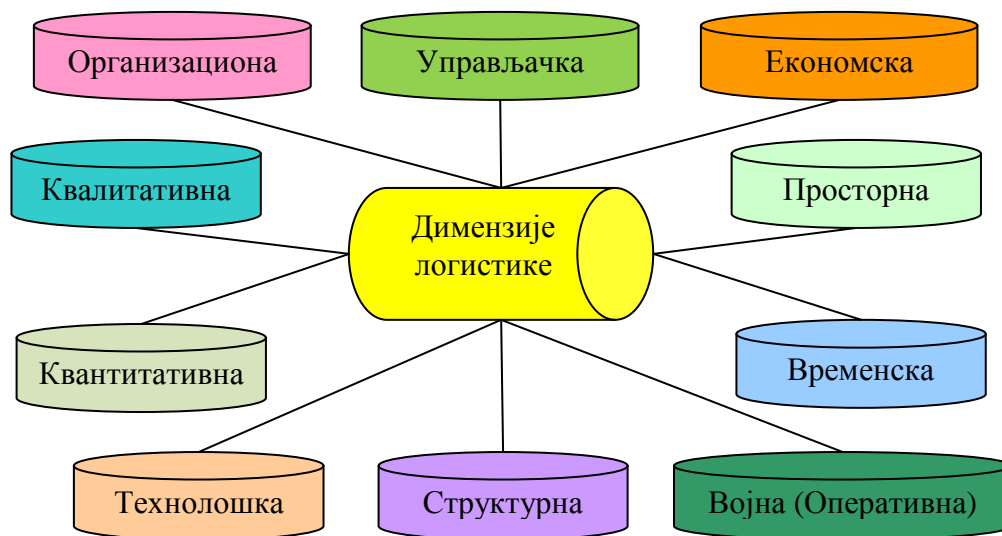 Организациона
Управљачка
Економска
Квалитативна
Димензије
логистике
Просторна
Квантитативна
Временска
Технолошка
Структурна
Војна (Оперативна)